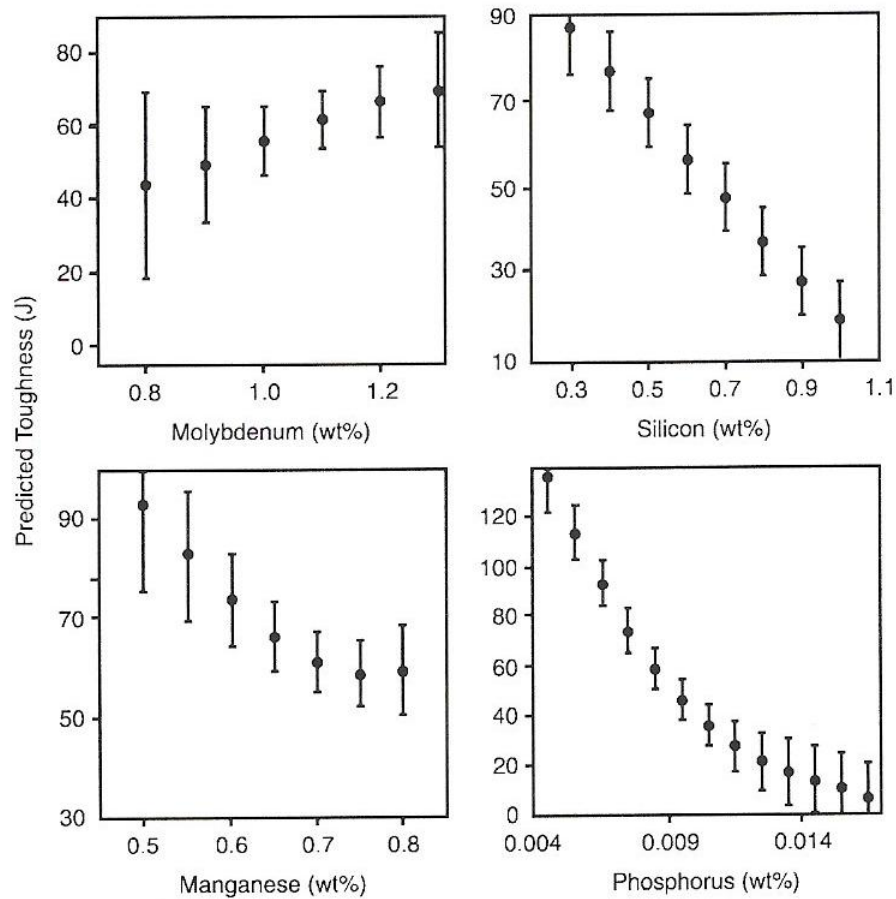 Predicted Toughness (J)
80
60
40
20
0
0.8 1.0 1.2
Molybdenum (wt%)
90
70
50
30
10
0.3 0.5 0.7 0.9 1.1
Silicon (wt%)
90
70
50
30
0.5 0.6 0.7 0.8
Manganese (wt%)
120
100
80
60
40
20
0
0.004 0.009 0.014
Phosphorus (wt%)